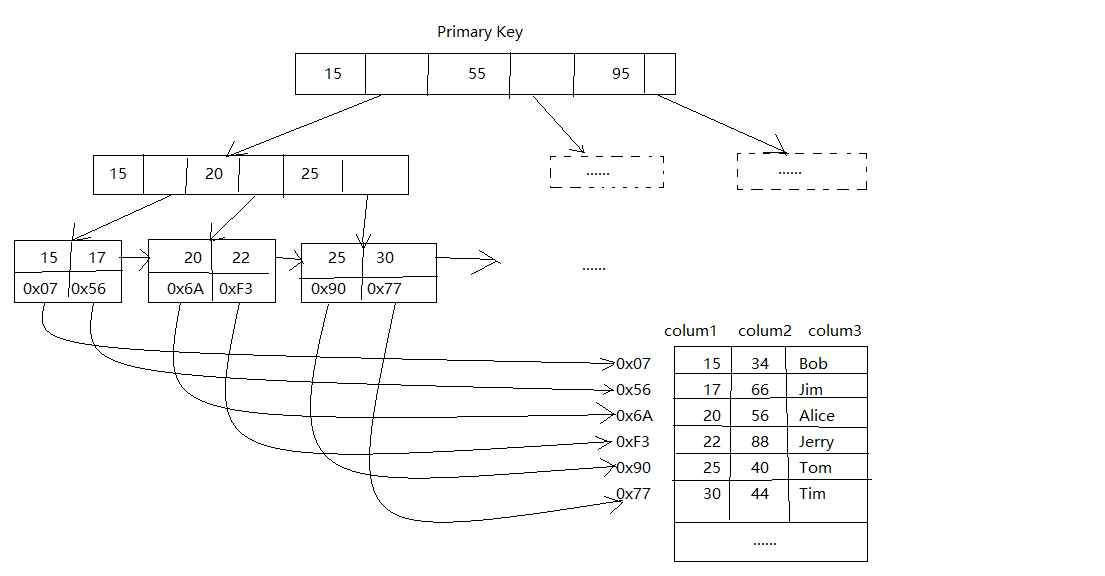 Primary Key
15 55 95
15 20 25
...... ......
15 17 20 22 25 30
0x07 0x56 0x6A 0xF3 0x90 0x77
......
colum1 colum2 colum3
0x07 15 34 Bob
0x56 17 66 Jim
0x6A 20 56 Alice
0xF3 22 88 Jerry
0x90 25 40 Tom
0x77 30 44 Tim
......